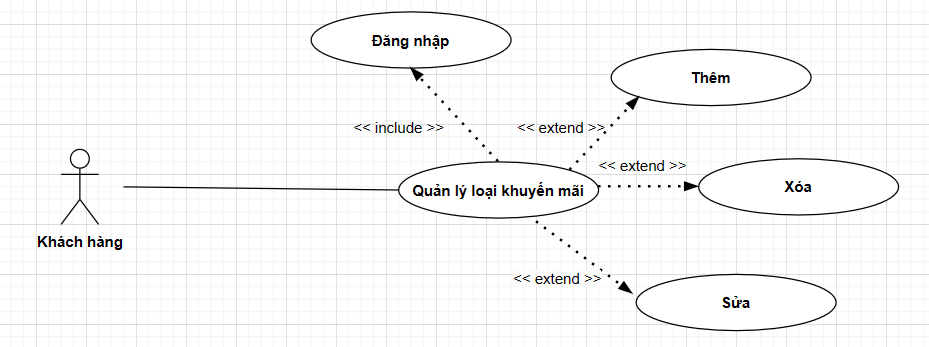 Đăng nhập
Thêm
<< include >>
<< extend >>
<< extend >>
Quản lý loại khuyến mãi
Xóa
Khách hàng
<< extend >>
Sửa